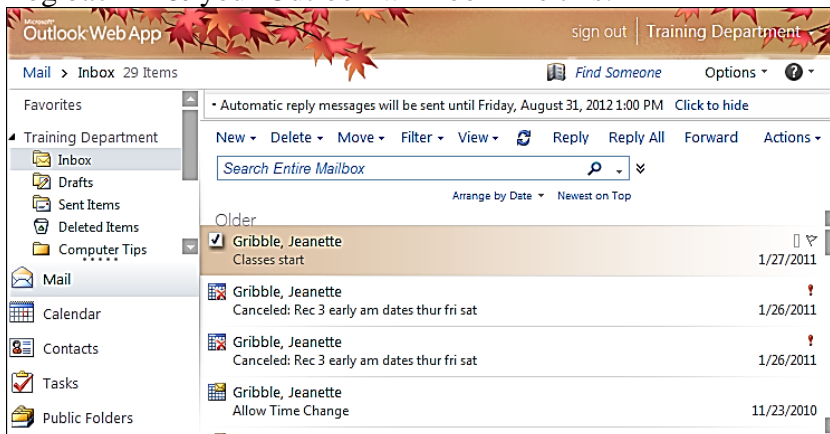 Microsoft®
Outlook Web App
sign out | Training Department
Mail > Inbox 29 Items
Find Someone
Options
Favorites
• Automatic reply messages will be sent until Friday, August 31, 2012 1:00 PM Click to hide
Training Department
New Delete Move Filter View Reply Reply All Forward Actions
Inbox
Search Entire Mailbox
Drafts
Arrange by Date Newest on Top
Sent Items
Deleted Items
Older
Computer Tips
Gribble, Jeanette
Classes start 1/27/2011
Mail
Gribble, Jeanette
Canceled: Rec 3 early am dates thur fri sat 1/26/2011
Calendar
Gribble, Jeanette
Canceled: Rec 3 early am dates thur fri sat 1/26/2011
Contacts
Tasks
Gribble, Jeanette
Allow Time Change 11/23/2010
Public Folders